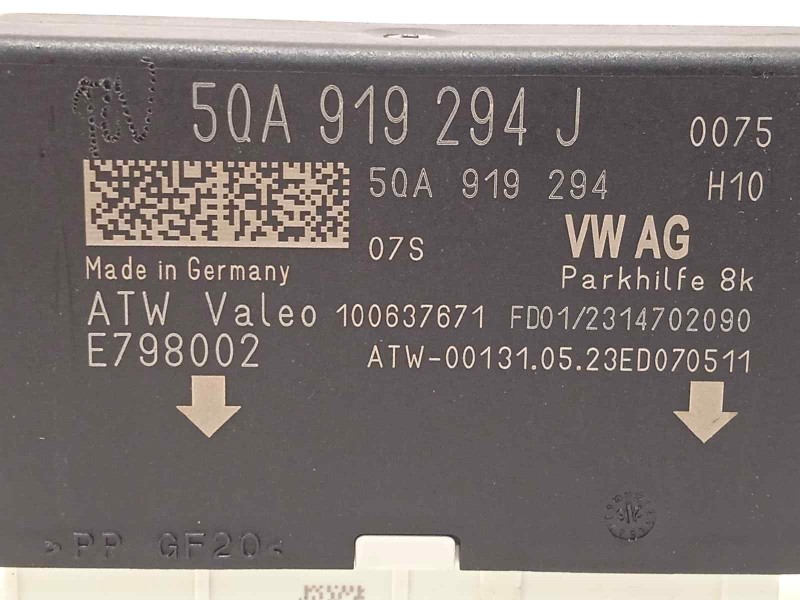 5QA 919 294 J 0075
5QA 919 294 H10
07S VW AG
Made in Germany Parkhilfe 8k
ATW Valeo 100637671 FD01/2314702090
E798002 ATW-00131.05.23ED070511
>PP GF20<